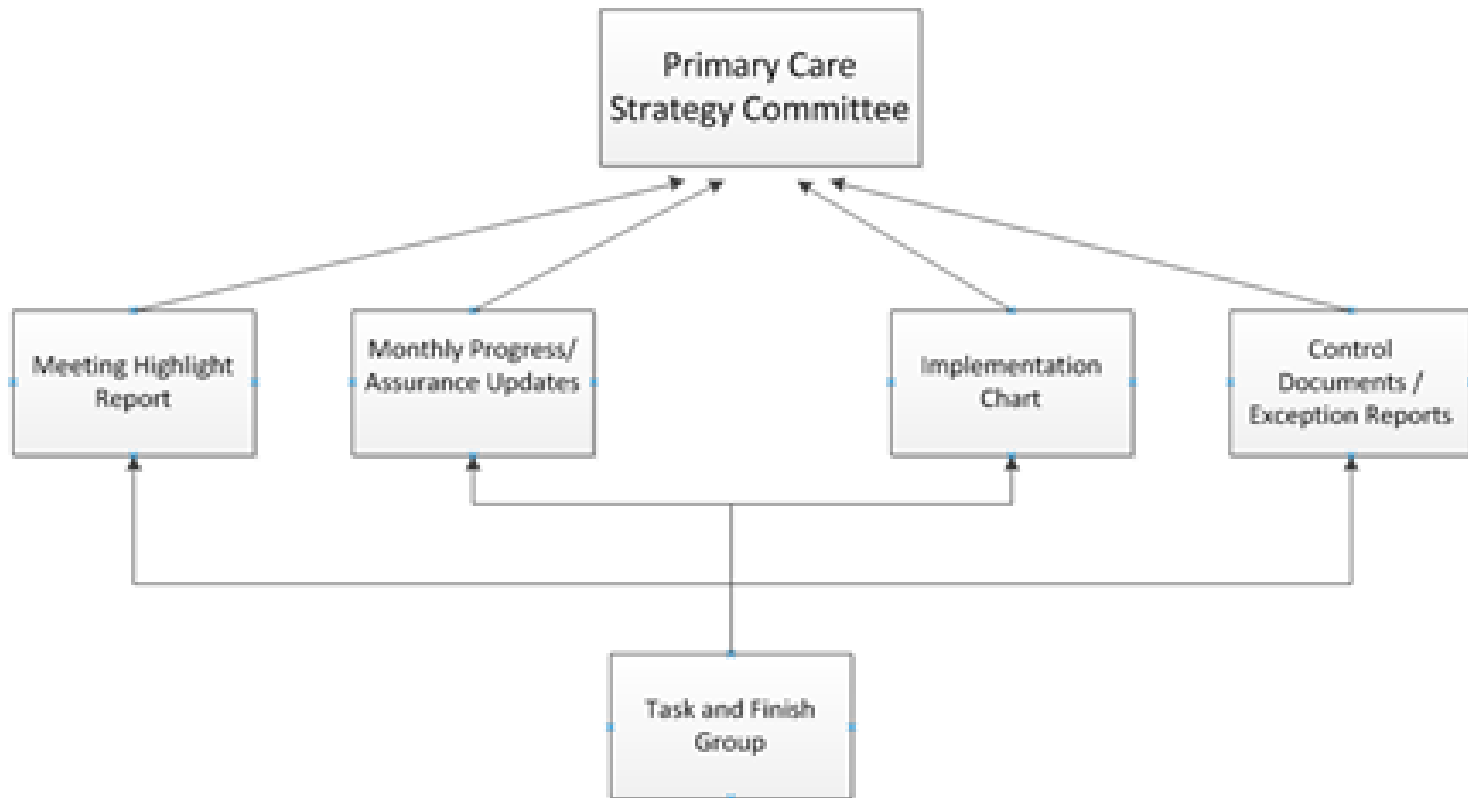 Primary Care
Strategy Committee
Meeting Highlight
Report
Monthly Progress/
Assurance Updates
Implementation
Chart
Control
Documents /
Exception Reports
Task and Finish
Group